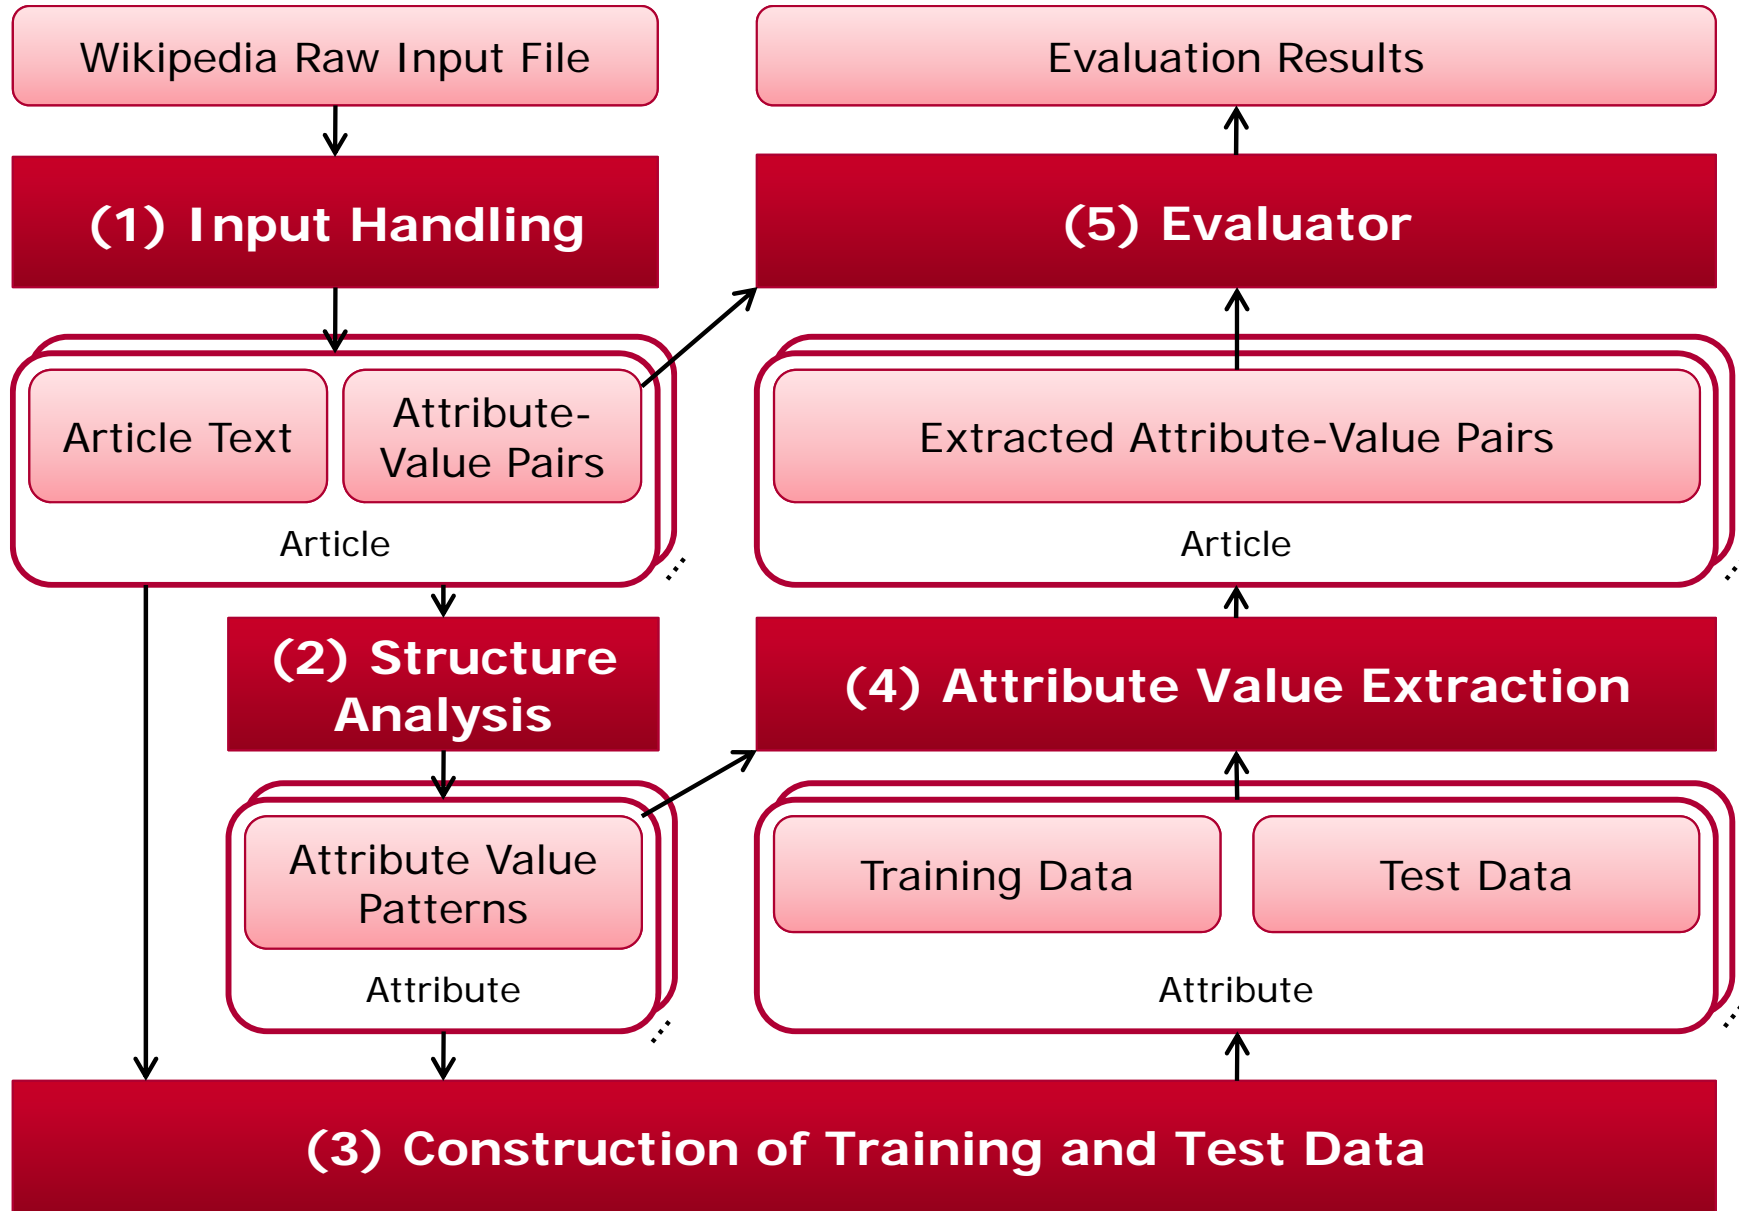 Wikipedia Raw Input File
(1) Input Handling
Article Text
Attribute-
Value Pairs
Article
(2) Structure
Analysis
Attribute Value
Patterns
Attribute
(3) Construction of Training and Test Data
Evaluation Results
(5) Evaluator
Extracted Attribute-Value Pairs
Article
(4) Attribute Value Extraction
Training Data
Test Data
Attribute